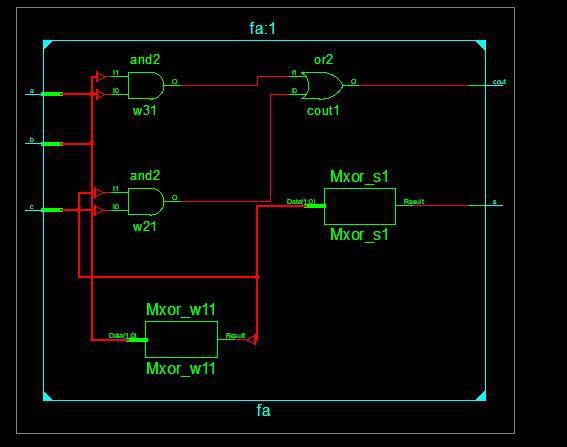 fa:1
and2
or2
I1
O
I1
O
a
I0
I0
cout
w31
cout1
b
and2
Mxor_s1
I1
O
Data(1:0)
Result
s
c
I0
w21
Mxor_s1
Mxor_w11
Data(1:0)
Result
Mxor_w11
fa